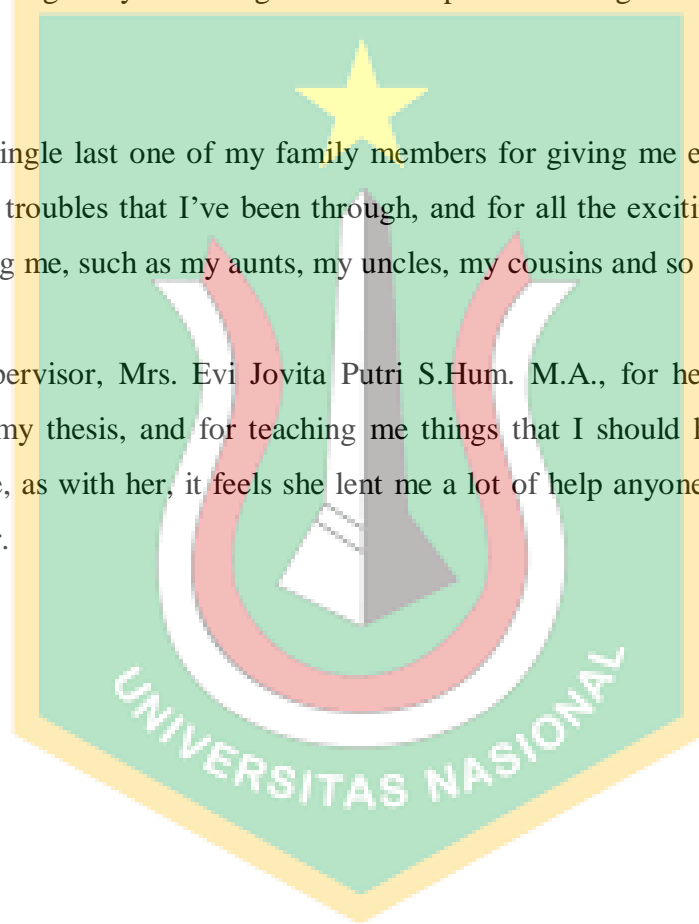 ingle last one of my family members for giving me e
troubles that I've been through, and for all the exciti
g me, such as my aunts, my uncles, my cousins and so
pervisor, Mrs. Evi Jovita Putri S.Hum. M.A., for he
my thesis, and for teaching me things that I should
e, as with her, it feels she lent me a lot of help anyone
r.
UNIVERSITAS NASIONAL